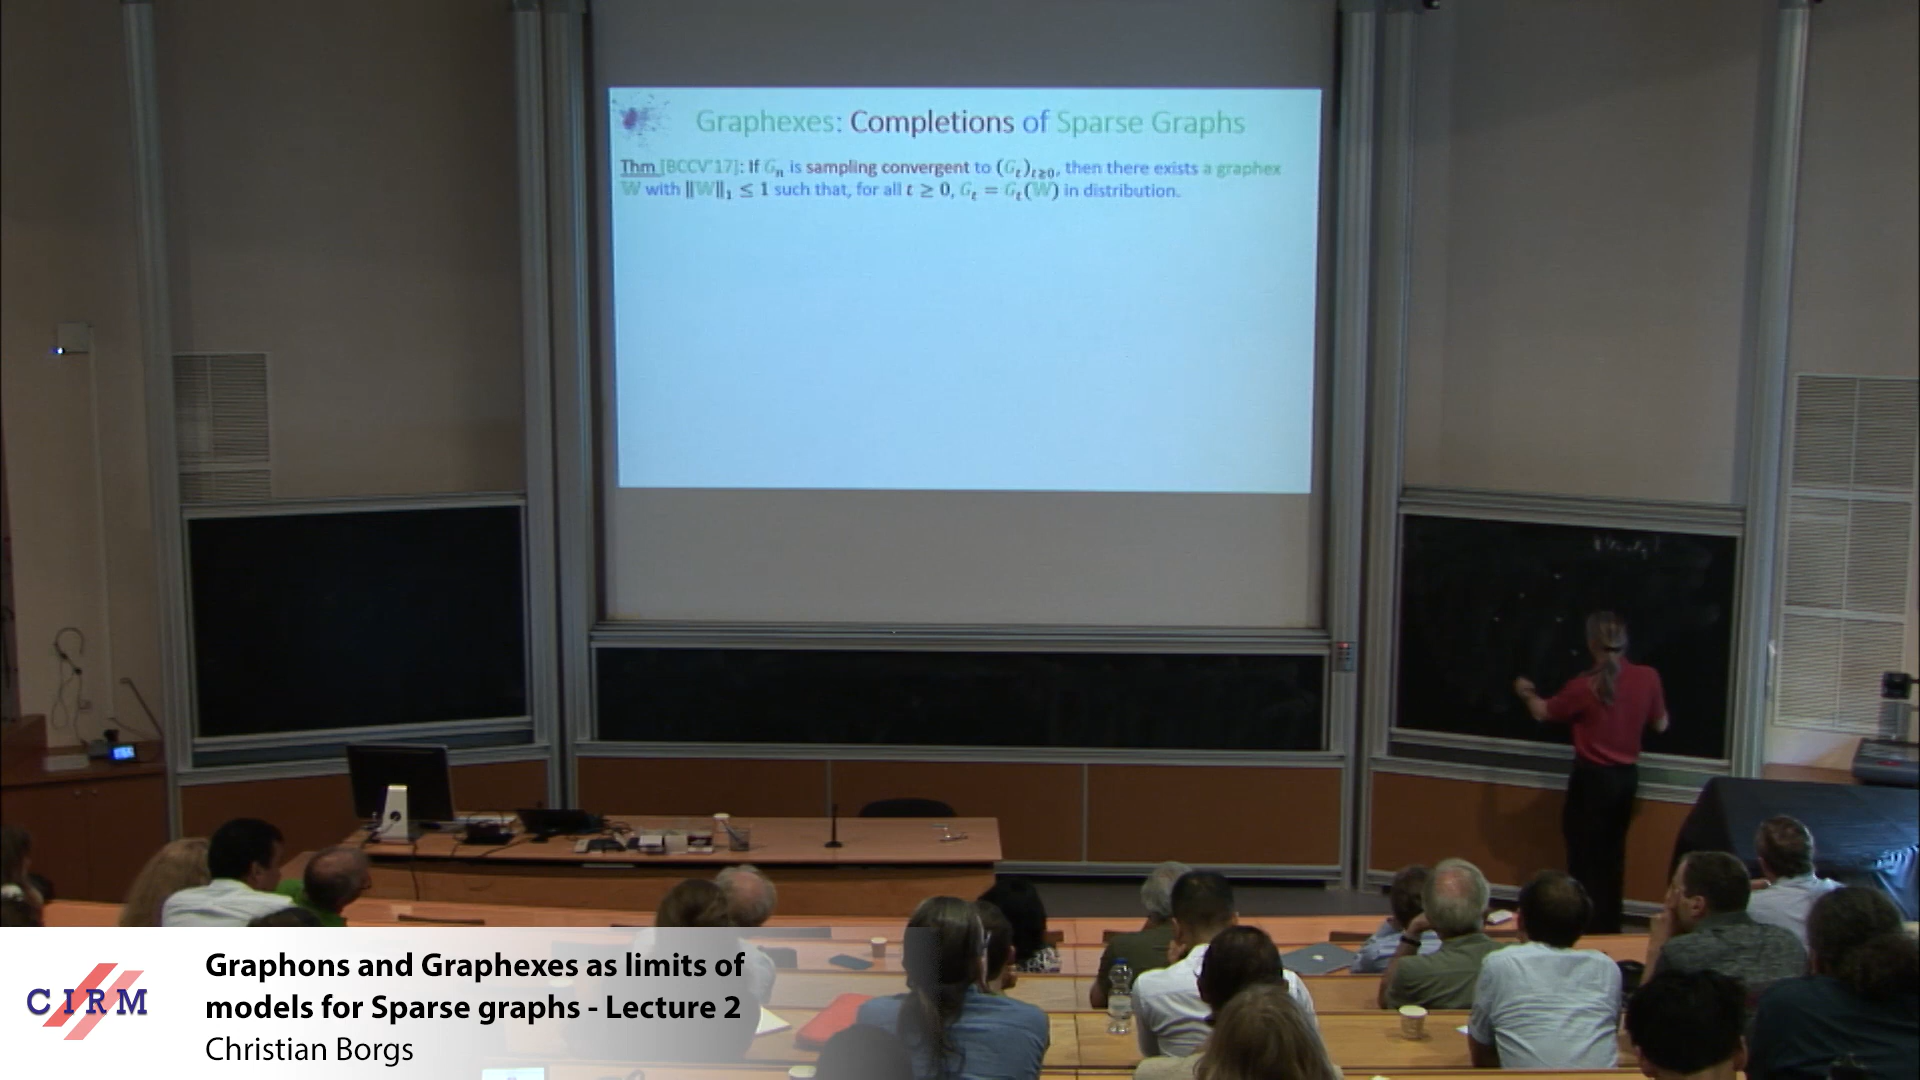 Graphexes: Completions of Sparse Graphs
Thm [BCCV'17]: If Gₙ is sampling convergent to (Gₜ)ₜ≥₀, then there exists a graphex
W with ||W||₁ ≤ 1 such that, for all t ≥ 0, Gₜ = Gₜ(W) in distribution.
CIRM
Graphons and Graphexes as limits of
models for Sparse graphs - Lecture 2
Christian Borgs